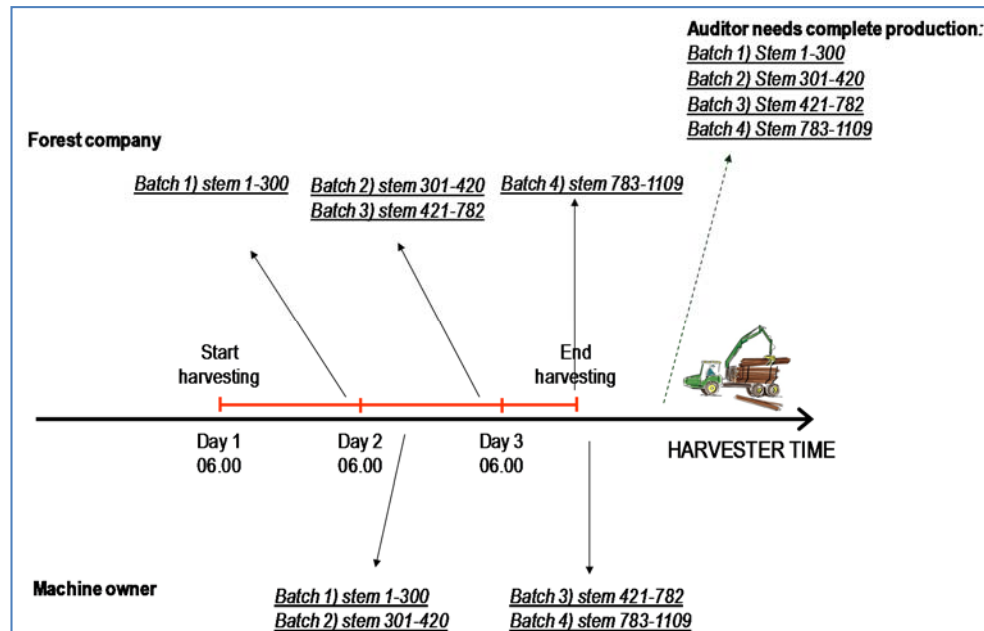 Auditor needs complete production:
Batch 1) Stem 1-300
Batch 2) Stem 301-420
Batch 3) Stem 421-782
Batch 4) Stem 783-1109
Forest company
Batch 1) stem 1-300
Batch 2) stem 301-420
Batch 3) stem 421-782
Batch 4) stem 783-1109
Start
harvesting
End
harvesting
Day 1
06.00
Day 2
06.00
Day 3
06.00
HARVESTER TIME
Machine owner
Batch 1) stem 1-300
Batch 2) stem 301-420
Batch 3) stem 421-782
Batch 4) stem 783-1109